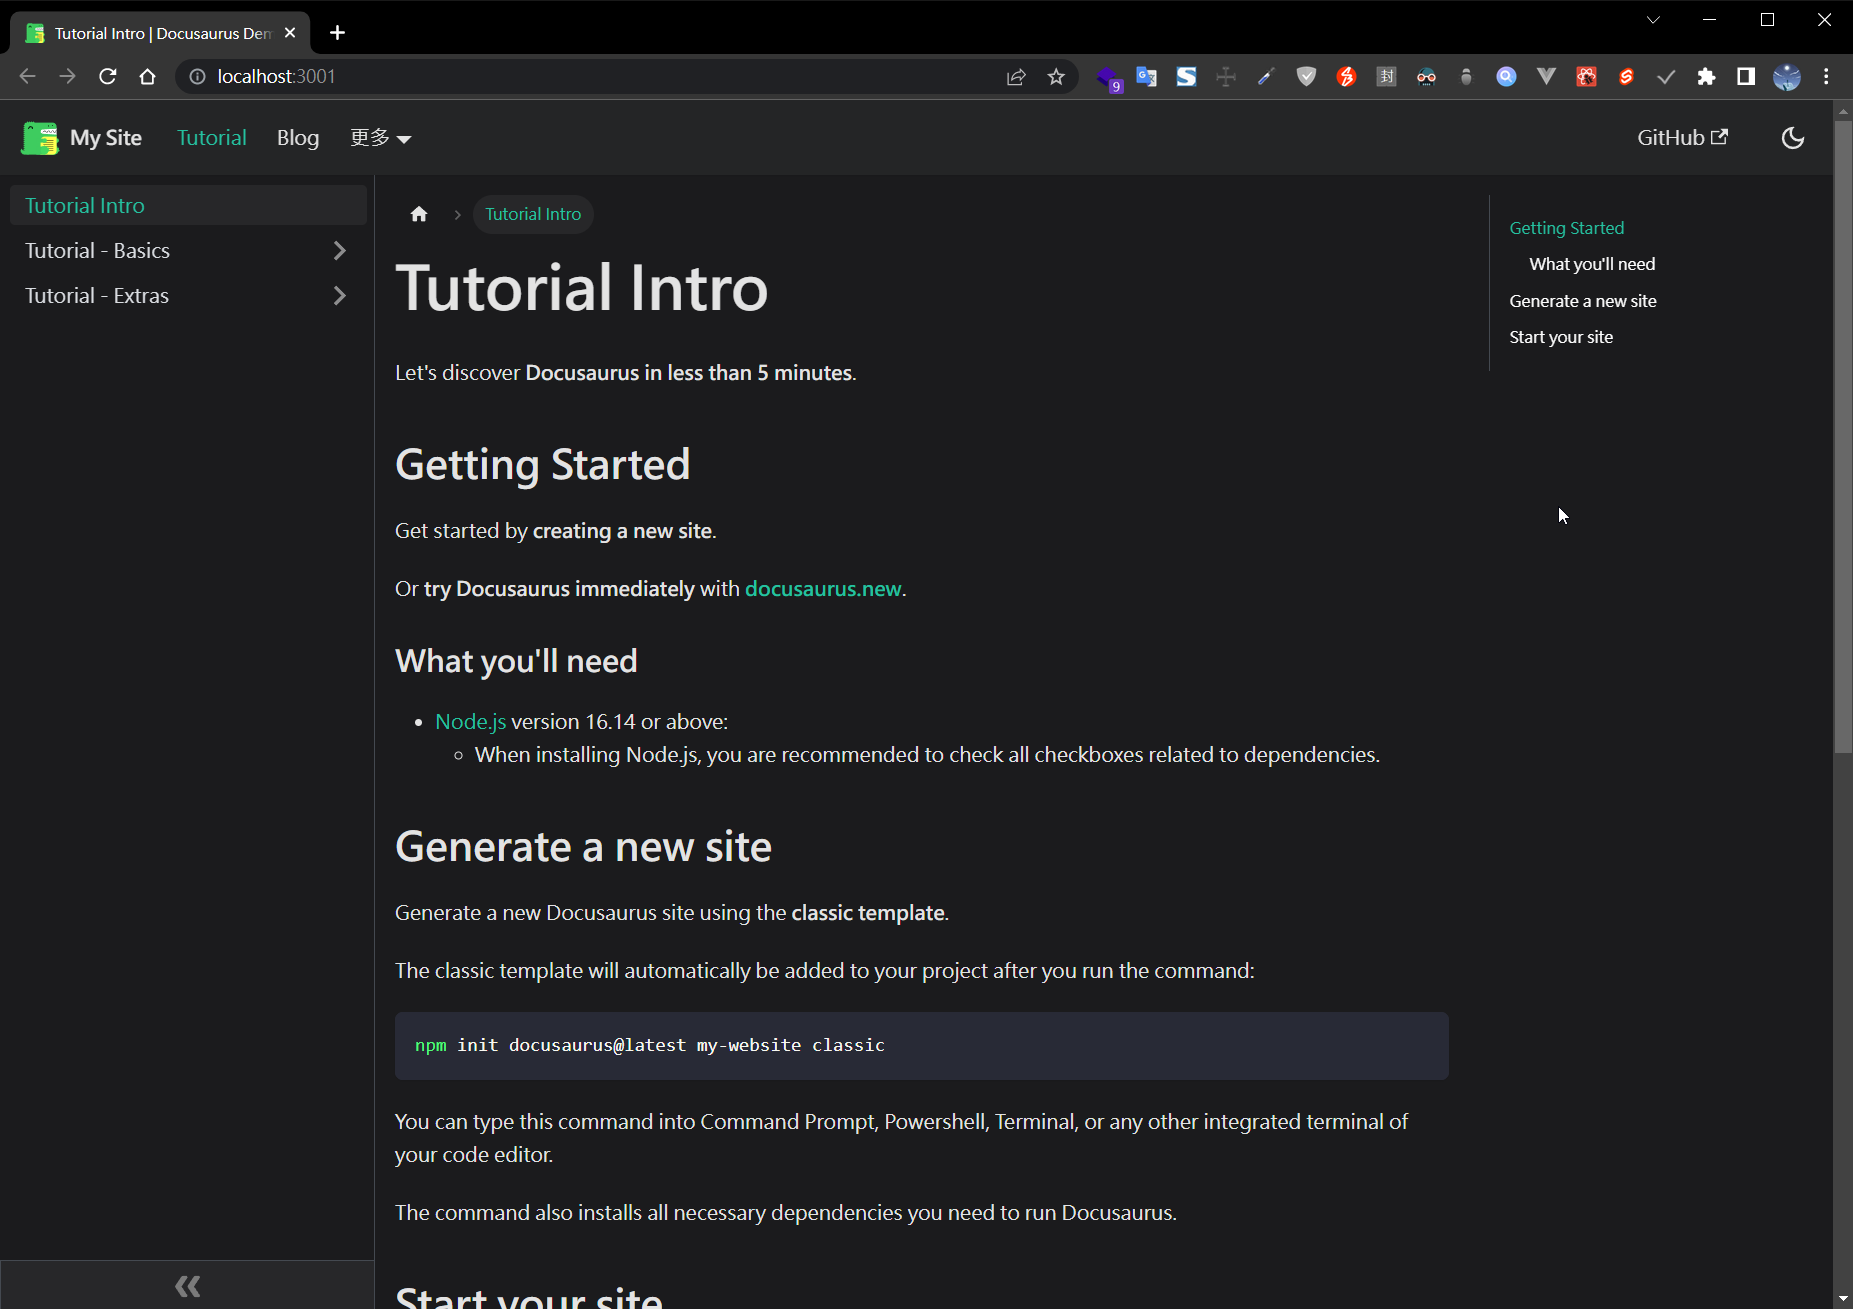 Tutorial Intro | Docusaurus Dem
localhost:3001
9
封
My Site
Tutorial
Blog
更多
GitHub
Tutorial Intro
Tutorial - Basics
Tutorial - Extras
Tutorial Intro
Tutorial Intro
Let's discover Docusaurus in less than 5 minutes.
Getting Started
Get started by creating a new site.
Or try Docusaurus immediately with docusaurus.new.
What you'll need
Node.js version 16.14 or above:
When installing Node.js, you are recommended to check all checkboxes related to dependencies.
Generate a new site
Generate a new Docusaurus site using the classic template.
The classic template will automatically be added to your project after you run the command:
npm init docusaurus@latest my-website classic
You can type this command into Command Prompt, Powershell, Terminal, or any other integrated terminal of
your code editor.
The command also installs all necessary dependencies you need to run Docusaurus.
Start your site
Getting Started
What you'll need
Generate a new site
Start your site